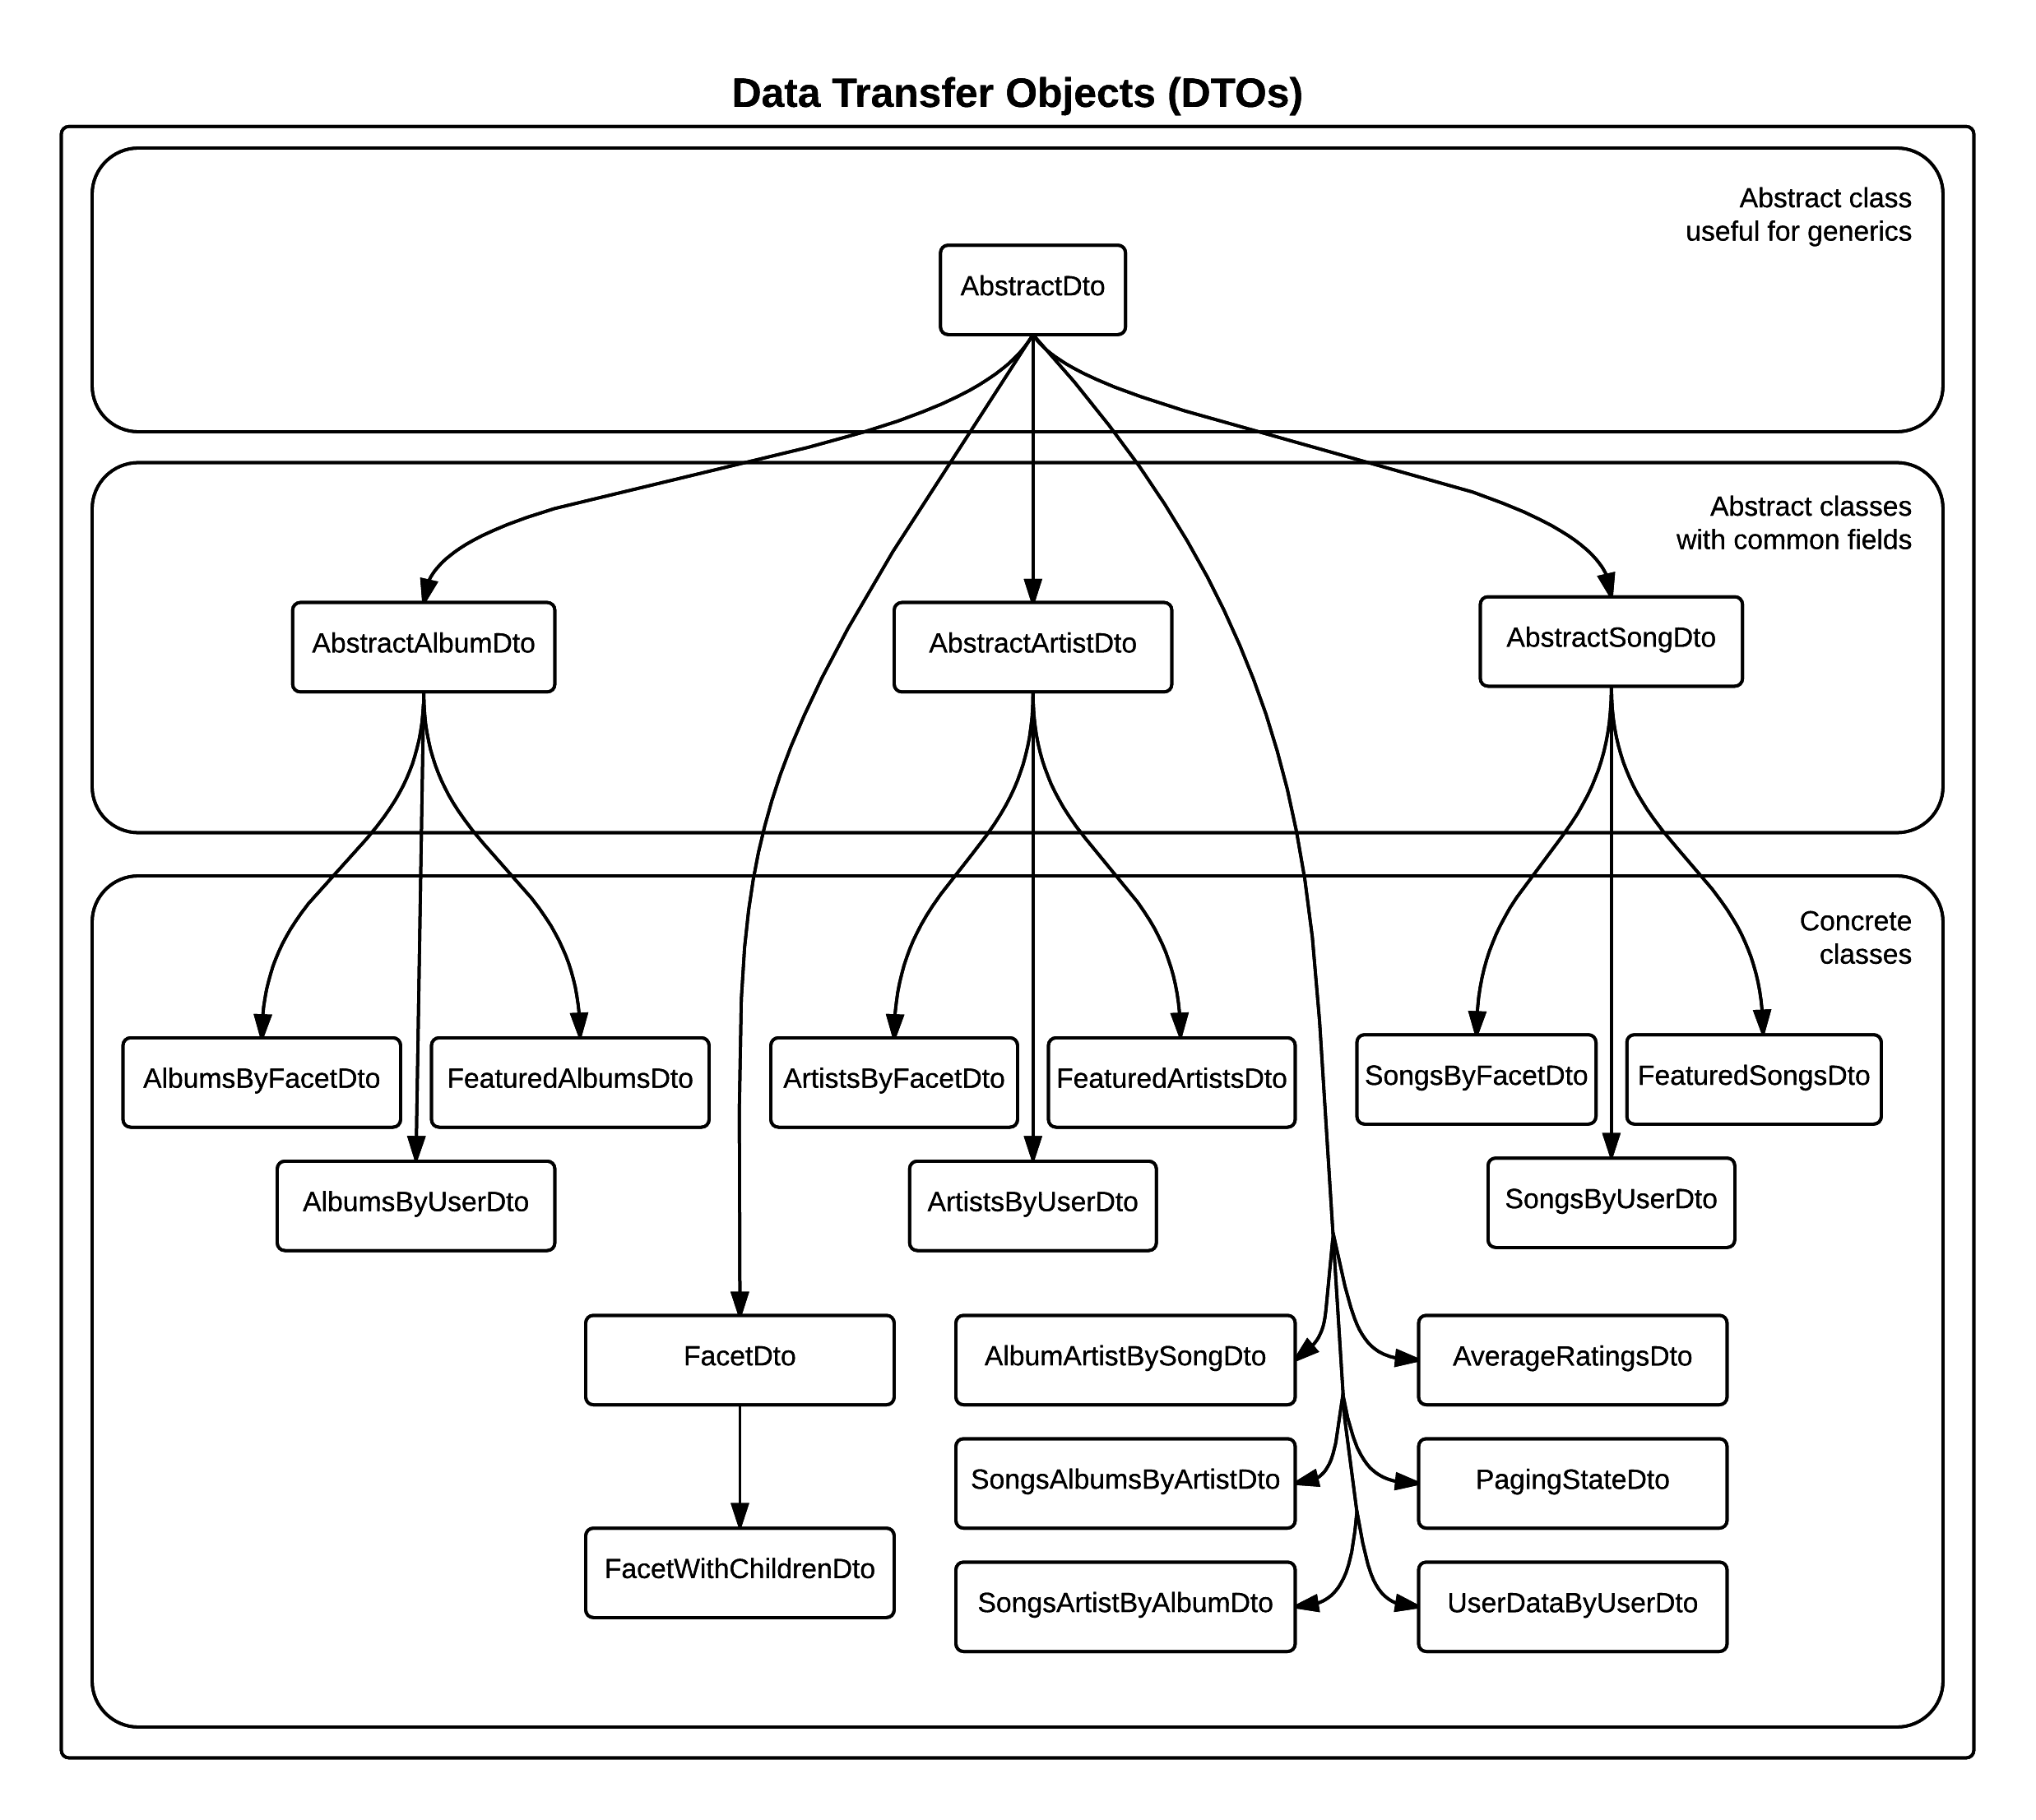 Data Transfer Objects (DTOs)
Abstract class
useful for generics
AbstractDto
Abstract classes
with common fields
AbstractAlbumDto
AbstractArtistDto
AbstractSongDto
Concrete
classes
AlbumsByFacetDto
FeaturedAlbumsDto
ArtistsByFacetDto
FeaturedArtistsDto
SongsByFacetDto
FeaturedSongsDto
AlbumsByUserDto
ArtistsByUserDto
SongsByUserDto
FacetDto
AlbumArtistBySongDto
AverageRatingsDto
SongsAlbumsByArtistDto
PagingStateDto
FacetWithChildrenDto
SongsArtistByAlbumDto
UserDataByUserDto